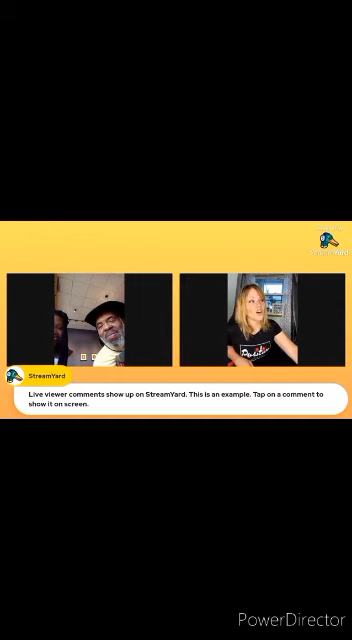 StreamYard
StreamYard
Live viewer comments show up on StreamYard. This is an example. Tap on a comment to
show it on screen.
PowerDirector